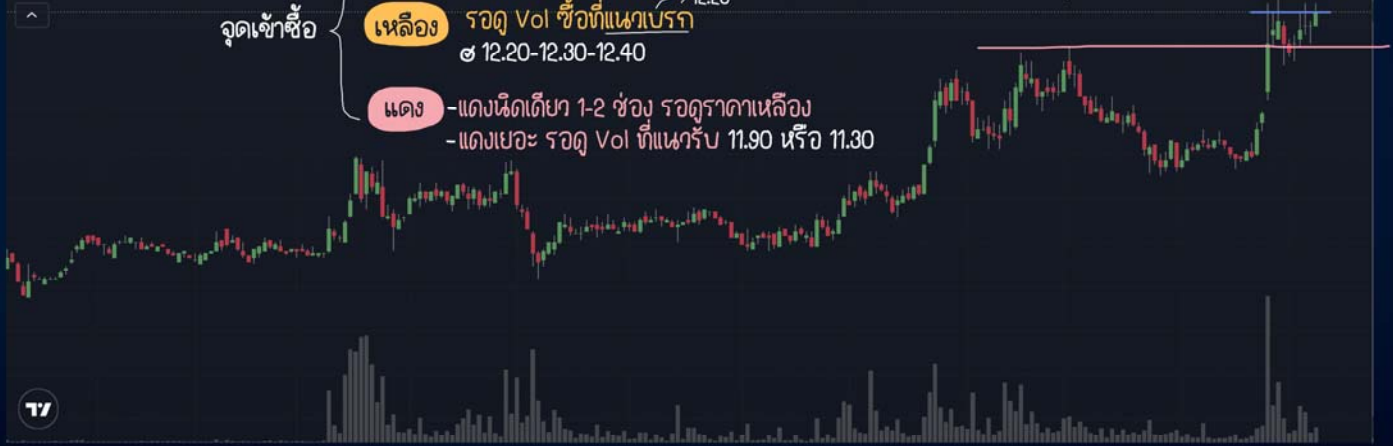 12.20
จุดเข้าซื้อ
เหลือง รอดู Vol ซื้อที่แนวเบรก
@ 12.20-12.30-12.40
แดง -แดงนิดเดียว 1-2 ช่อง รอดูราคาเหลือง
-แดงเยอะ รอดู Vol ที่แนวรับ 11.90 หรือ 11.30